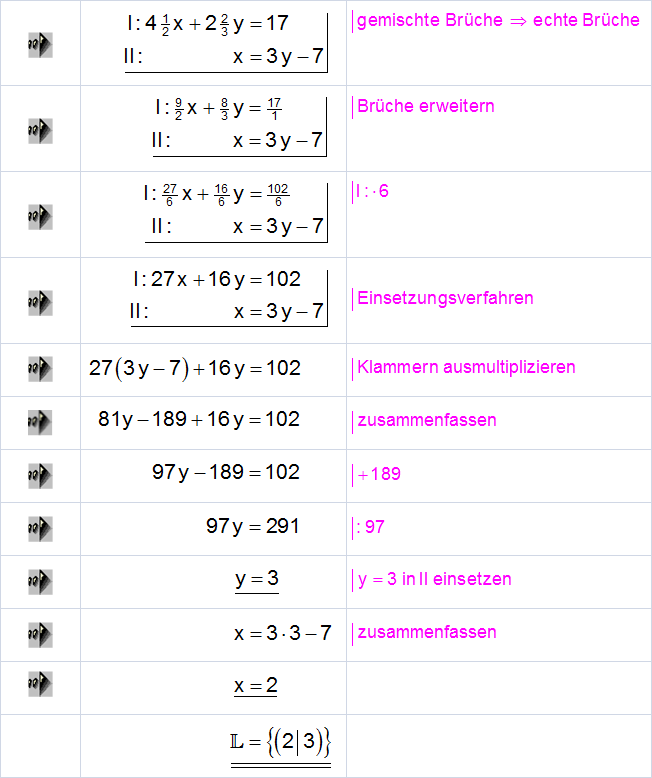 I: 4 1/2 x + 2 2/3 y = 17 | gemischte Brüche ⇒ echte Brüche
II: x = 3y − 7
I: 9/2 x + 8/3 y = 17/1 | Brüche erweitern
II: x = 3y − 7
I: 27/6 x + 16/6 y = 102/6 | I: ·6
II: x = 3y − 7
I: 27x + 16y = 102
II: x = 3y − 7 | Einsetzungsverfahren
27(3y − 7) + 16y = 102 | Klammern ausmultiplizieren
81y − 189 + 16y = 102 | zusammenfassen
97y − 189 = 102 | +189
97y = 291 | : 97
y = 3 | y = 3 in II einsetzen
x = 3·3 − 7 | zusammenfassen
x = 2
𝕃 = {(2|3)}